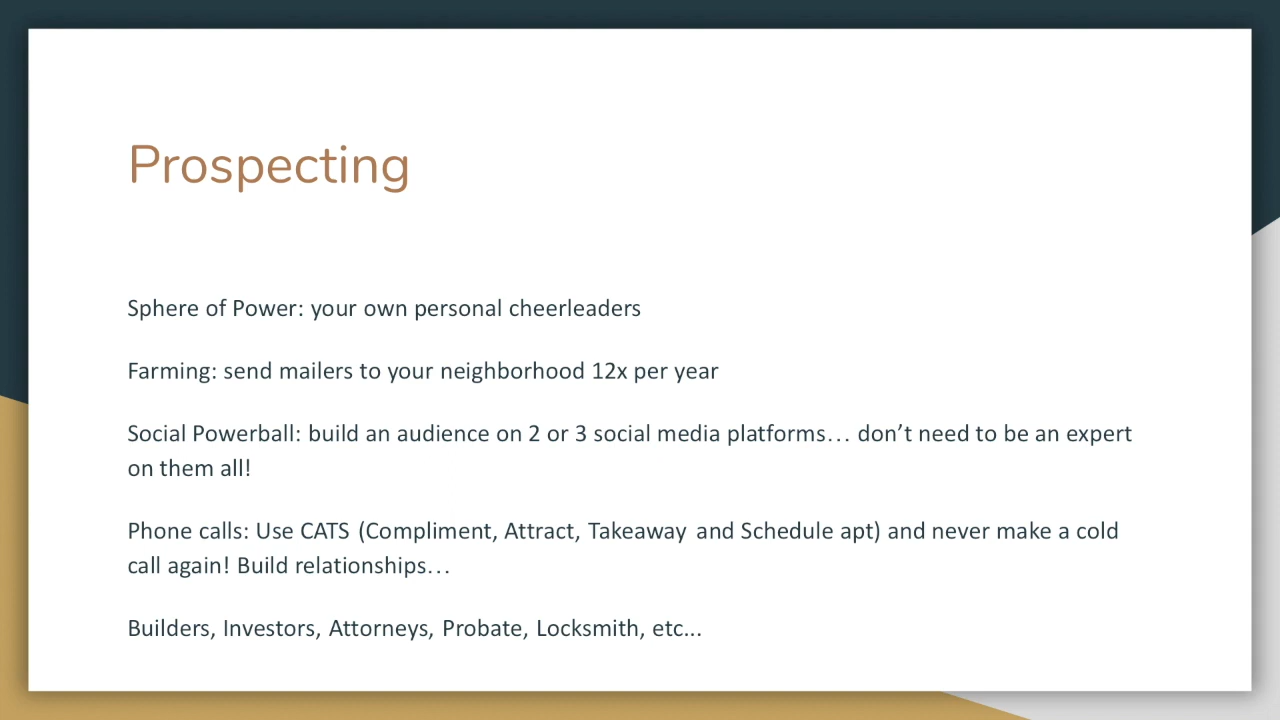 Prospecting
Sphere of Power: your own personal cheerleaders
Farming: send mailers to your neighborhood 12x per year
Social Powerball: build an audience on 2 or 3 social media platforms… don’t need to be an expert
on them all!
Phone calls: Use CATS (Compliment, Attract, Takeaway and Schedule apt) and never make a cold
call again! Build relationships…
Builders, Investors, Attorneys, Probate, Locksmith, etc...